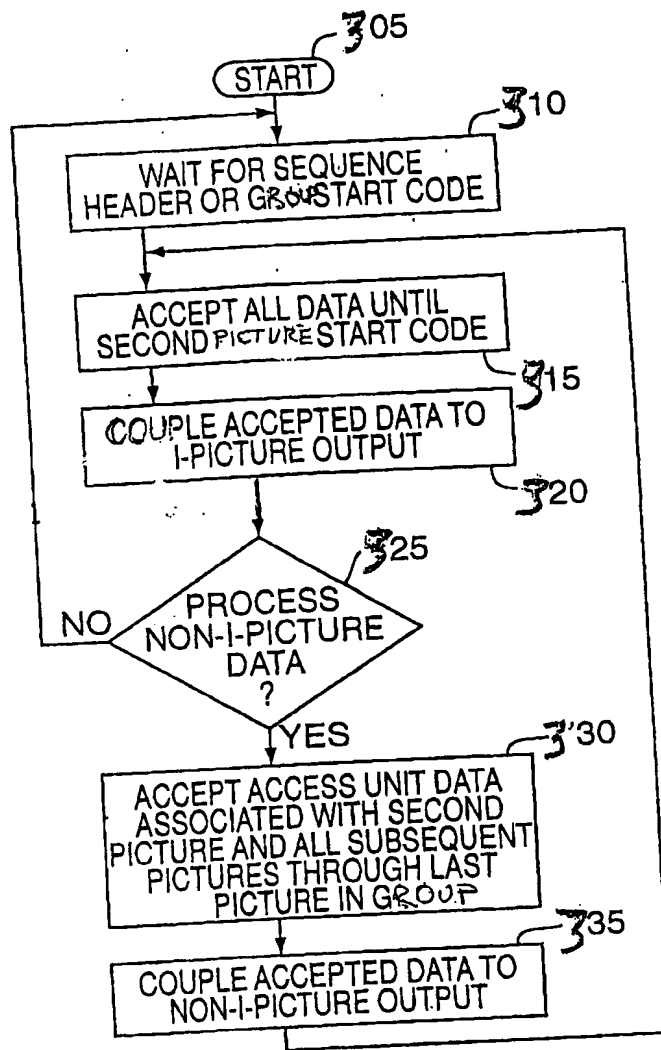 305
START
310
WAIT FOR SEQUENCE
HEADER OR GROUP START CODE
ACCEPT ALL DATA UNTIL
SECOND PICTURE START CODE
315
COUPLE ACCEPTED DATA TO
I-PICTURE OUTPUT
320
325
PROCESS
NON-I-PICTURE
DATA
?
NO
YES
330
ACCEPT ACCESS UNIT DATA
ASSOCIATED WITH SECOND
PICTURE AND ALL SUBSEQUENT
PICTURES THROUGH LAST
PICTURE IN GROUP
335
COUPLE ACCEPTED DATA TO
NON-I-PICTURE OUTPUT